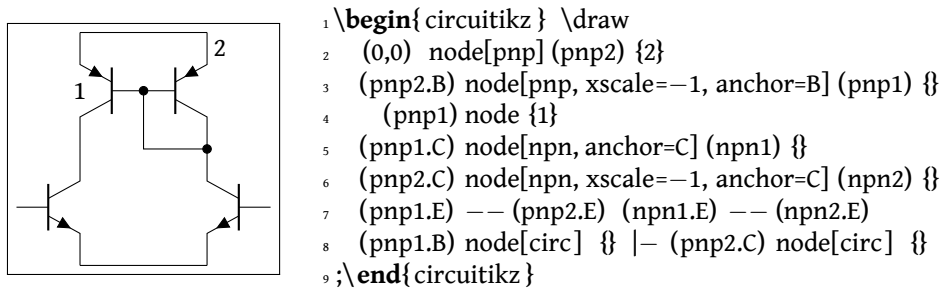 1
2
1 \begin{circuitikz} \draw
2 (0,0) node[pnp] (pnp2) {2}
3 (pnp2.B) node[pnp, xscale=−1, anchor=B] (pnp1) {}
4 (pnp1) node {1}
5 (pnp1.C) node[npn, anchor=C] (npn1) {}
6 (pnp2.C) node[npn, xscale=−1, anchor=C] (npn2) {}
7 (pnp1.E) −− (pnp2.E) (npn1.E) −− (npn2.E)
8 (pnp1.B) node[circ] {} |− (pnp2.C) node[circ] {}
9 ;\end{circuitikz}